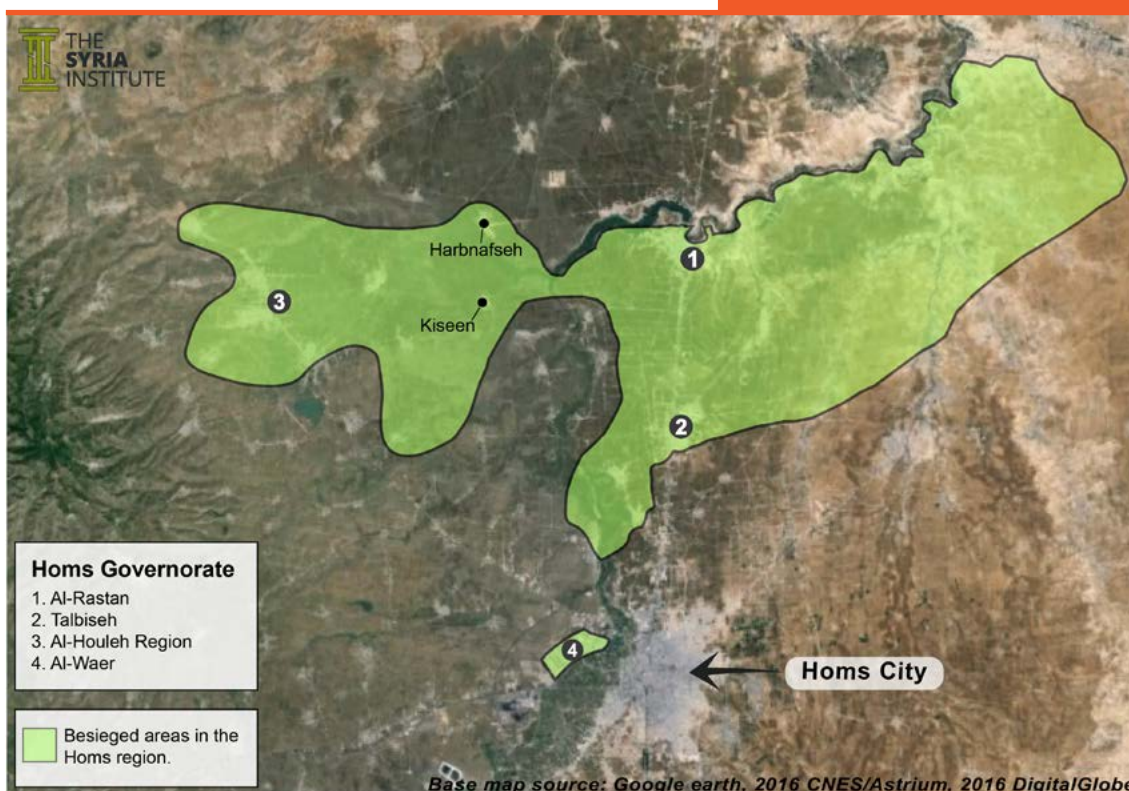 THE
SYRIA
INSTITUTE
Harbnafseh
1
3
Kiseen
2
Homs Governorate
1. Al-Rastan
2. Talbiseh
3. Al-Houleh Region
4. Al-Waer
4
Homs City
Besieged areas in the
Homs region.
Base map source: Google earth, 2016 CNES/Astrium, 2016 DigitalGlobe